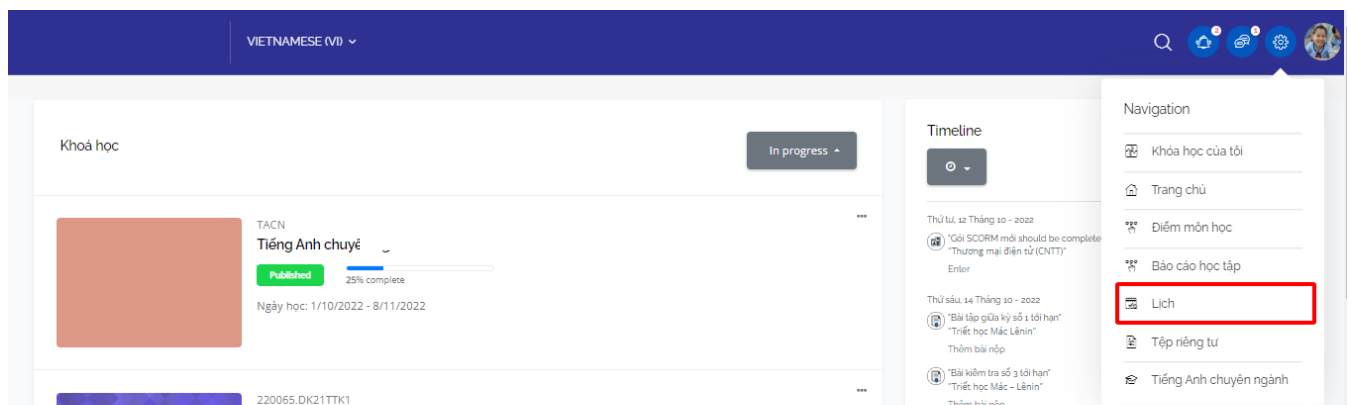 VIETNAMESE (VI)
2
1
Navigation
Khóa học của tôi
Trang chủ
Điểm môn học
Báo cáo học tập
Lịch
Tệp riêng tư
Tiếng Anh chuyên ngành
Khoá học
In progress
TACN
Tiếng Anh
Published
25% complete
Ngày học: 1/10/2022 - 8/11/2022
220065.DK21TTK1
Timeline
Thứ tư, 12 Tháng 10 - 2022
"Gói SCORM mới should be complete
"Thương mại điện tử (CNTT)"
Enter
Thứ sáu, 14 Tháng 10 - 2022
"Bài tập giữa kỳ số 1 tới hạn"
"Triết học Mác Lênin"
Thêm bài nộp
"Bài kiểm tra số 3 tới hạn"
"Triết học Mác – Lênin"
Thêm bài nộp